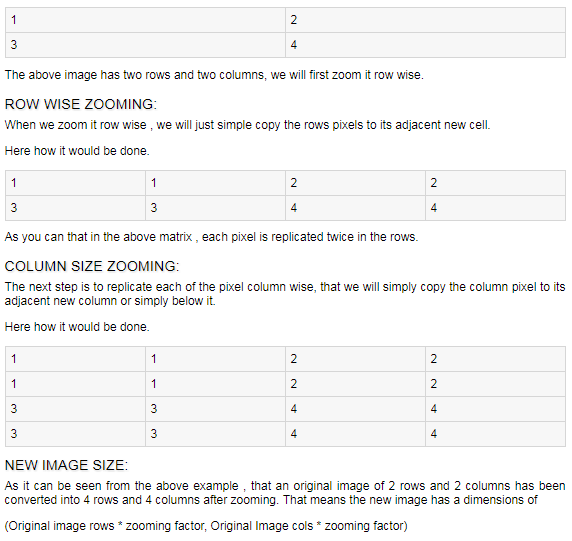 1 2
3 4
The above image has two rows and two columns, we will first zoom it row wise.
ROW WISE ZOOMING:
When we zoom it row wise , we will just simple copy the rows pixels to its adjacent new cell.
Here how it would be done.
1 1 2 2
3 3 4 4
As you can that in the above matrix , each pixel is replicated twice in the rows.
COLUMN SIZE ZOOMING:
The next step is to replicate each of the pixel column wise, that we will simply copy the column pixel to its
adjacent new column or simply below it.
Here how it would be done.
1 1 2 2
1 1 2 2
3 3 4 4
3 3 4 4
NEW IMAGE SIZE:
As it can be seen from the above example , that an original image of 2 rows and 2 columns has been
converted into 4 rows and 4 columns after zooming. That means the new image has a dimensions of
(Original image rows * zooming factor, Original Image cols * zooming factor)